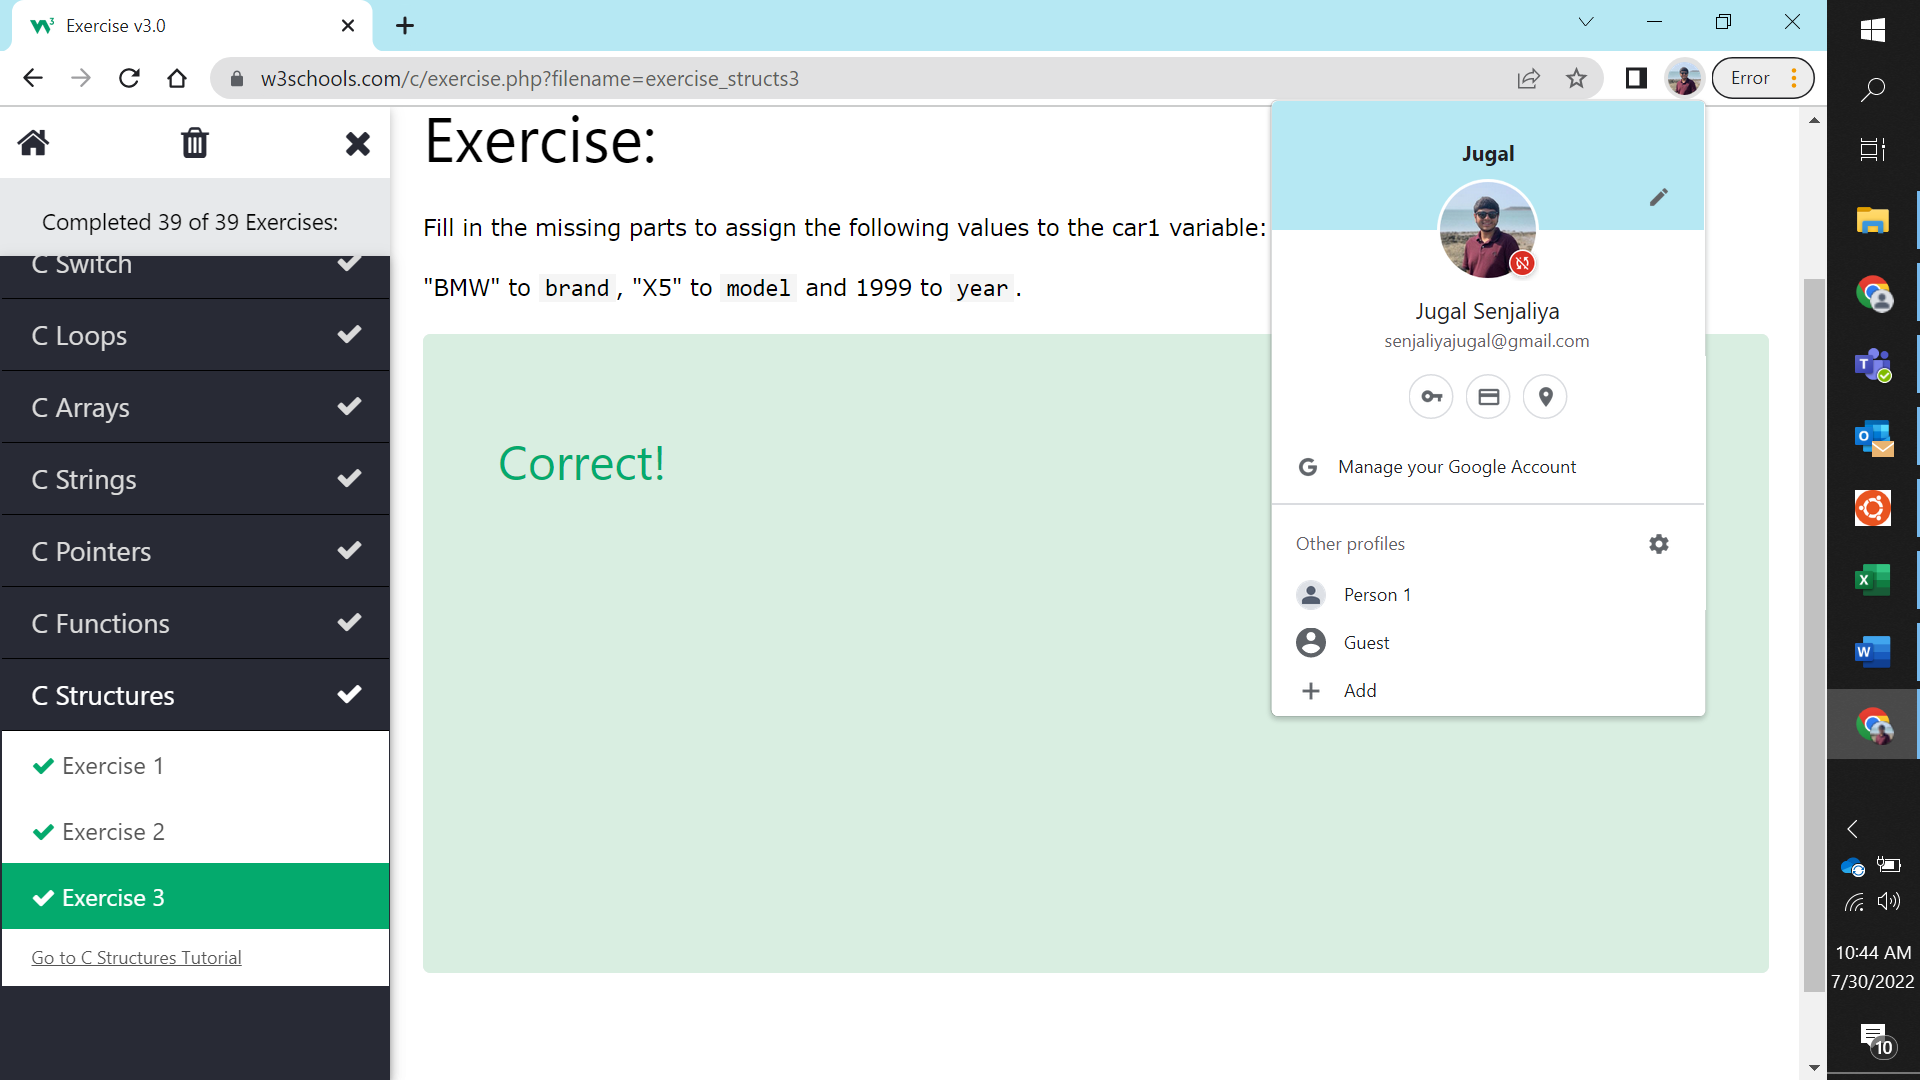 Exercise v3.0
w3schools.com/c/exercise.php?filename=exercise_structs3
Error
Completed 39 of 39 Exercises:
C Switch
C Loops
C Arrays
C Strings
C Pointers
C Functions
C Structures
Exercise 1
Exercise 2
Exercise 3
Go to C Structures Tutorial
Exercise:
Fill in the missing parts to assign the following values to the car1 variable:
"BMW" to brand, "X5" to model and 1999 to year.
Correct!
Jugal
Jugal Senjaliya
senjaliyajugal@gmail.com
G Manage your Google Account
Other profiles
Person 1
Guest
Add
10:44 AM
7/30/2022
10